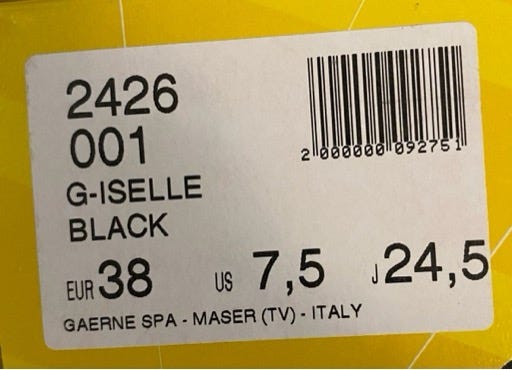 2426
001
G-ISELLE
BLACK
2 000000 092751
EUR 38 US 7,5 J 24,5
GAERNE SPA - MASER (TV) - ITALY